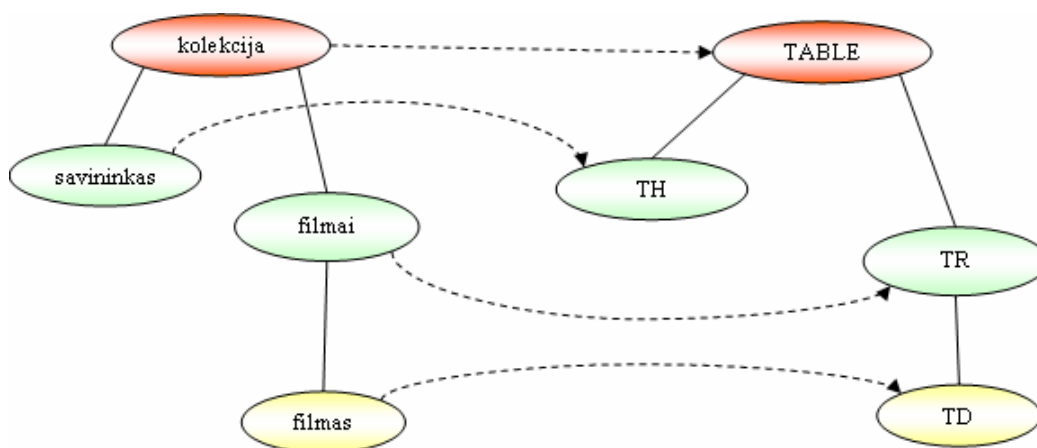 kolekcija
TABLE
savininkas
TH
filmai
TR
filmas
TD